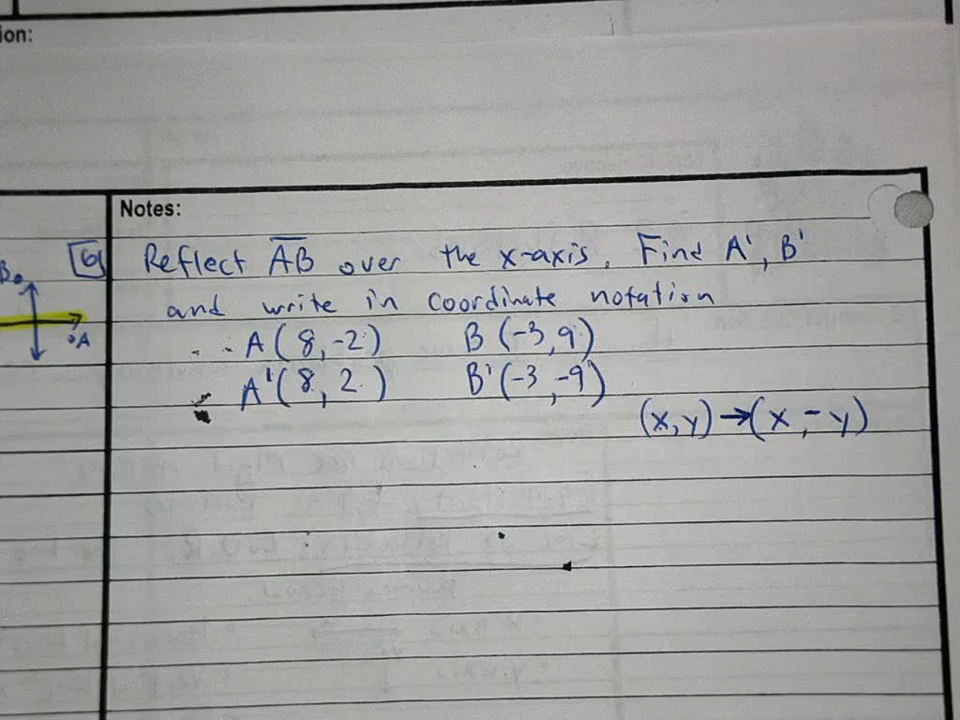 ion:
Notes:
Reflect AB over the x-axis. Find A', B'
and write in coordinate notation
A(8,-2) B(-3,9)
A'(8,2) B'(-3,-9)
(x,y)→(x,-y)
B
A